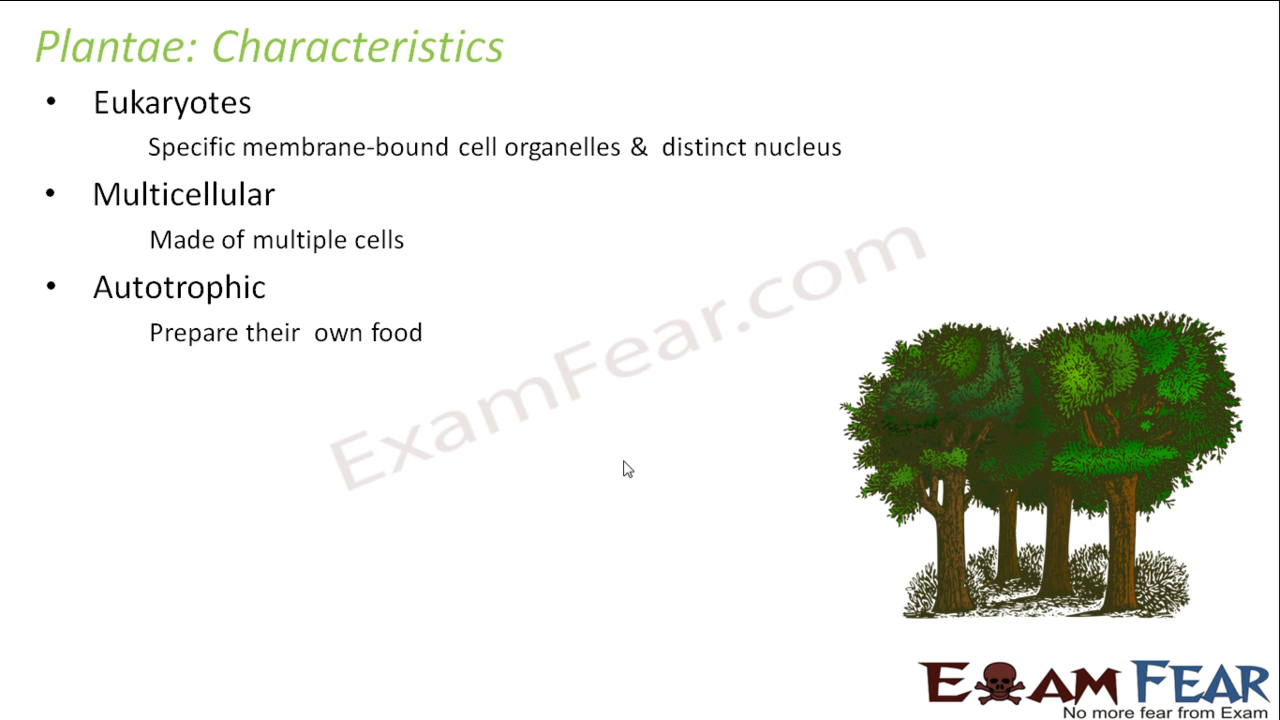 Plantae: Characteristics
• Eukaryotes
Specific membrane-bound cell organelles & distinct nucleus
• Multicellular
Made of multiple cells
• Autotrophic
Prepare their own food
ExamFear.com
EXAM FEAR
No more fear from Exam